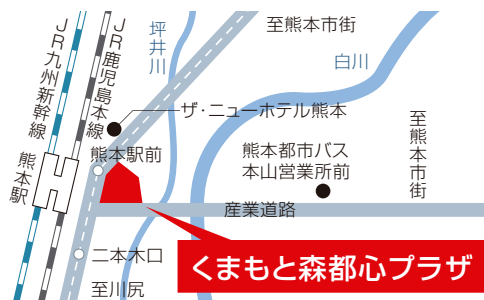 至熊本市街
坪井川
JR鹿児島本線
JR九州新幹線
白川
ザ・ニューホテル熊本
熊本駅前
熊本都市バス
本山営業所前
至熊本市街
熊本駅
産業道路
二本木口
くまもと森都心プラザ
至川尻